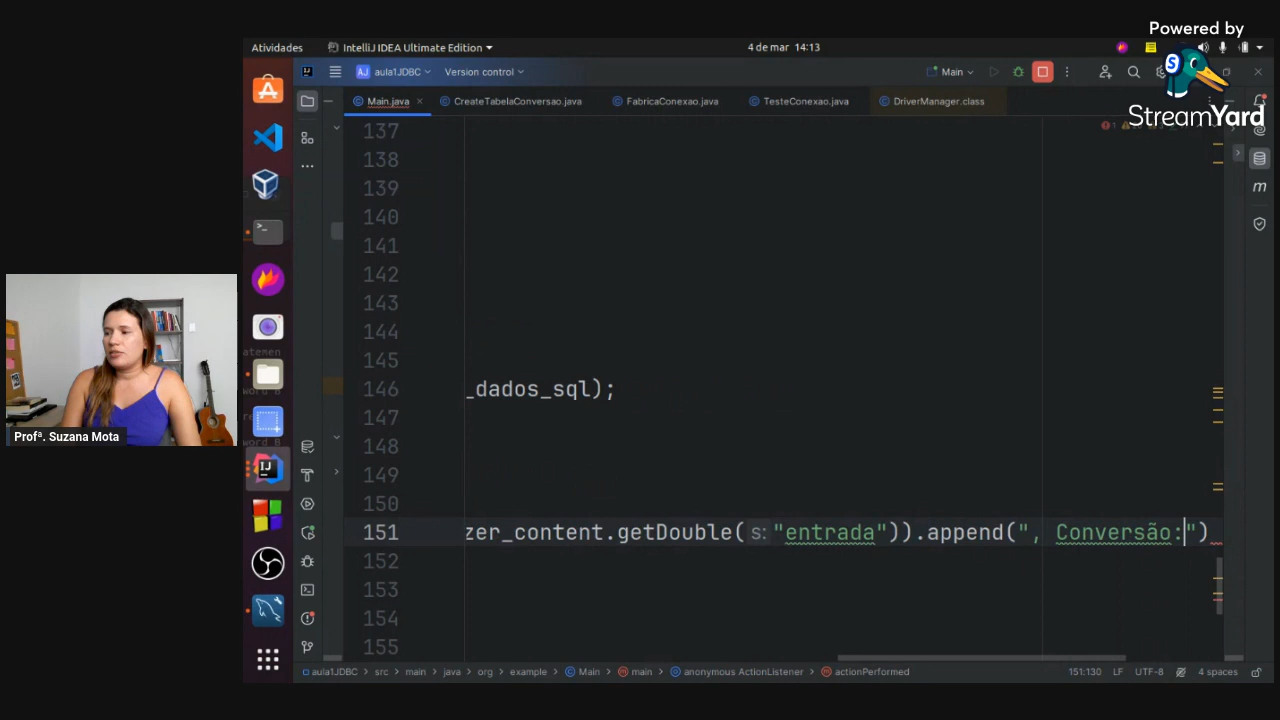 Powered by
StreamYard
Atividades
IntelliJ IDEA Ultimate Edition
4 de mar 14:13
AJ aula1JDBC
Version control
Main
Main.java
CreateTabelaConversao.java
FabricaConexao.java
TesteConexao.java
DriverManager.class
137
138
139
140
141
142
143
144
145
146 _dados_sql);
147
148
149
150
151 zer_content.getDouble( s: "entrada")).append(", Conversão:")
152
153
154
155
Profª. Suzana Mota
aula1JDBC > src > main > java > org > example > Main > main > anonymous ActionListener > actionPerformed
151:130 LF UTF-8 4 spaces